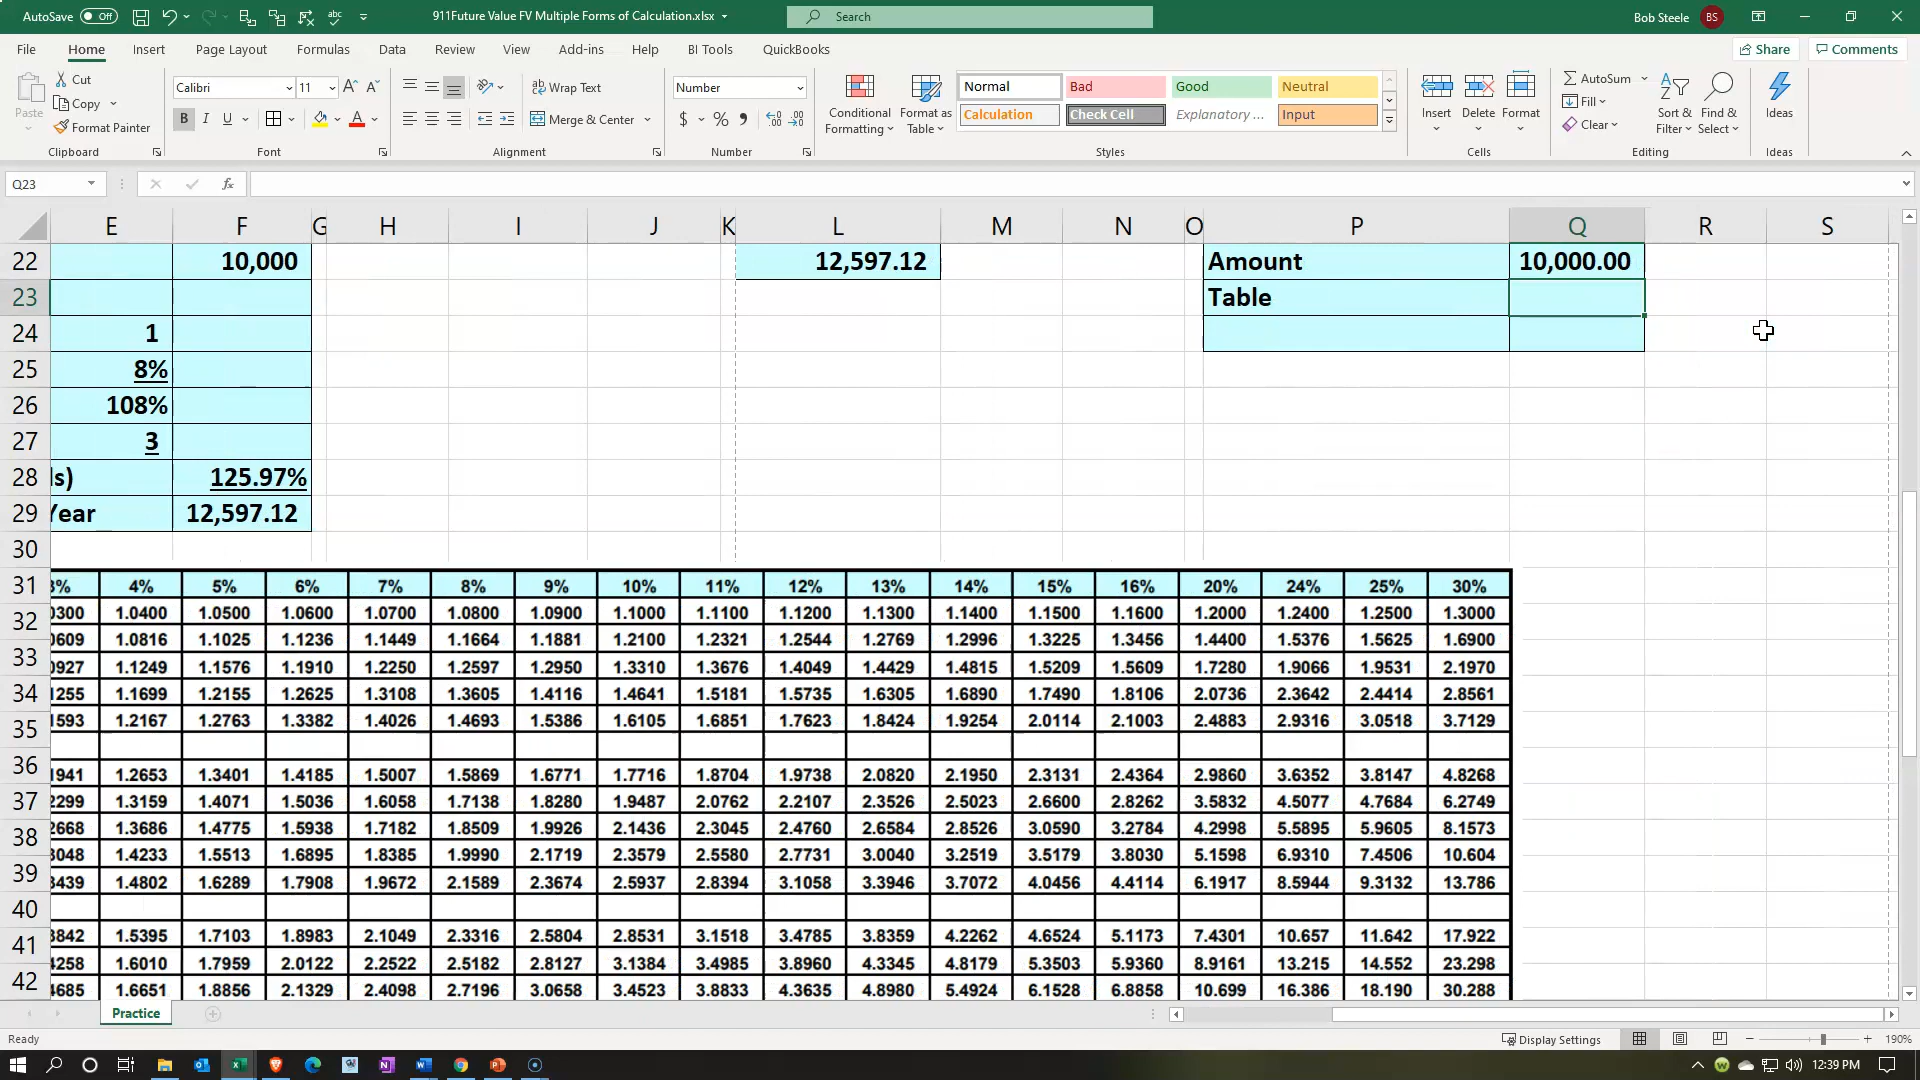 AutoSave Off
911Future Value FV Multiple Forms of Calculation.xlsx
Search
Bob Steele BS
File Home Insert Page Layout Formulas Data Review View Add-ins Help BI Tools QuickBooks
Share Comments
Paste
Cut
Copy
Format Painter
Clipboard
Calibri 11
B I U
Font
Wrap Text
Merge & Center
Alignment
Number
$ % ,
Number
Conditional Formatting
Format as Table
Normal Bad Good Neutral
Calculation Check Cell Explanatory ... Input
Styles
Insert Delete Format
Cells
AutoSum
Fill
Clear
Sort & Filter
Find & Select
Editing
Ideas
Ideas
Q23
fx
E F G H I J K L M N O P Q R S
22 10,000 12,597.12 Amount 10,000.00
23 Table
24 1
25 8%
26 108%
27 3
28 ls) 125.97%
29 Year 12,597.12
30
31 3% 4% 5% 6% 7% 8% 9% 10% 11% 12% 13% 14% 15% 16% 20% 24% 25% 30%
32 0300 1.0400 1.0500 1.0600 1.0700 1.0800 1.0900 1.1000 1.1100 1.1200 1.1300 1.1400 1.1500 1.1600 1.2000 1.2400 1.2500 1.3000
0609 1.0816 1.1025 1.1236 1.1449 1.1664 1.1881 1.2100 1.2321 1.2544 1.2769 1.2996 1.3225 1.3456 1.4400 1.5376 1.5625 1.6900
33 0927 1.1249 1.1576 1.1910 1.2250 1.2597 1.2950 1.3310 1.3676 1.4049 1.4429 1.4815 1.5209 1.5609 1.7280 1.9066 1.9531 2.1970
34 1255 1.1699 1.2155 1.2625 1.3108 1.3605 1.4116 1.4641 1.5181 1.5735 1.6305 1.6890 1.7490 1.8106 2.0736 2.3642 2.4414 2.8561
35 1593 1.2167 1.2763 1.3382 1.4026 1.4693 1.5386 1.6105 1.6851 1.7623 1.8424 1.9254 2.0114 2.1003 2.4883 2.9316 3.0518 3.7129
36 1941 1.2653 1.3401 1.4185 1.5007 1.5869 1.6771 1.7716 1.8704 1.9738 2.0820 2.1950 2.3131 2.4364 2.9860 3.6352 3.8147 4.8268
37 2299 1.3159 1.4071 1.5036 1.6058 1.7138 1.8280 1.9487 2.0762 2.2107 2.3526 2.5023 2.6600 2.8262 3.5832 4.5077 4.7684 6.2749
38 2668 1.3686 1.4775 1.5938 1.7182 1.8509 1.9926 2.1436 2.3045 2.4760 2.6584 2.8526 3.0590 3.2784 4.2998 5.5895 5.9605 8.1573
39 3048 1.4233 1.5513 1.6895 1.8385 1.9990 2.1719 2.3579 2.5580 2.7731 3.0040 3.2519 3.5179 3.8030 5.1598 6.9310 7.4506 10.604
3439 1.4802 1.6289 1.7908 1.9672 2.1589 2.3674 2.5937 2.8394 3.1058 3.3946 3.7072 4.0456 4.4114 6.1917 8.5944 9.3132 13.786
40
41 3842 1.5395 1.7103 1.8983 2.1049 2.3316 2.5804 2.8531 3.1518 3.4785 3.8359 4.2262 4.6524 5.1173 7.4301 10.657 11.642 17.922
4258 1.6010 1.7959 2.0122 2.2522 2.5182 2.8127 3.1384 3.4985 3.8960 4.3345 4.8179 5.3503 5.9360 8.9161 13.215 14.552 23.298
42 4685 1.6651 1.8856 2.1329 2.4098 2.7196 3.0658 3.4523 3.8833 4.3635 4.8980 5.4924 6.1528 6.8858 10.699 16.386 18.190 30.288
Practice
Ready
Display Settings
190%
12:39 PM